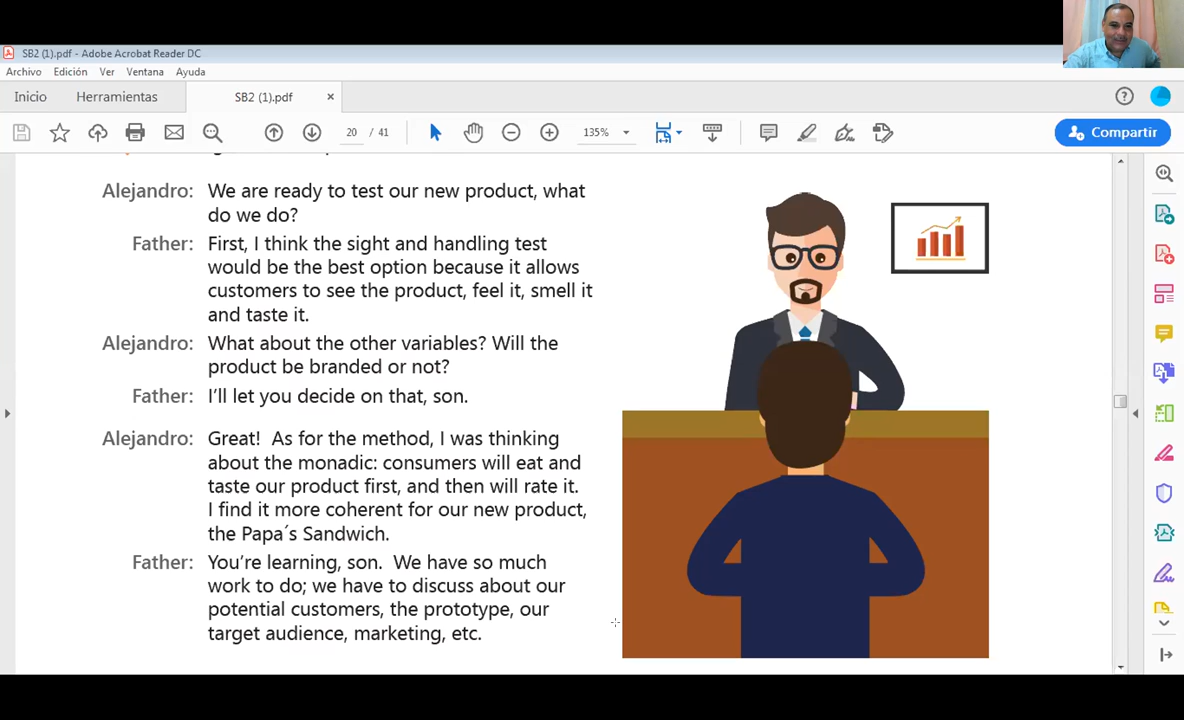 SB2 (1).pdf - Adobe Acrobat Reader DC
Archivo Edición Ver Ventana Ayuda
Inicio Herramientas SB2 (1).pdf ×
20 / 41 135% Compartir
Alejandro: We are ready to test our new product, what
do we do?
Father: First, I think the sight and handling test
would be the best option because it allows
customers to see the product, feel it, smell it
and taste it.
Alejandro: What about the other variables? Will the
product be branded or not?
Father: I'll let you decide on that, son.
Alejandro: Great! As for the method, I was thinking
about the monadic: consumers will eat and
taste our product first, and then will rate it.
I find it more coherent for our new product,
the Papa´s Sandwich.
Father: You're learning, son. We have so much
work to do; we have to discuss about our
potential customers, the prototype, our
target audience, marketing, etc.